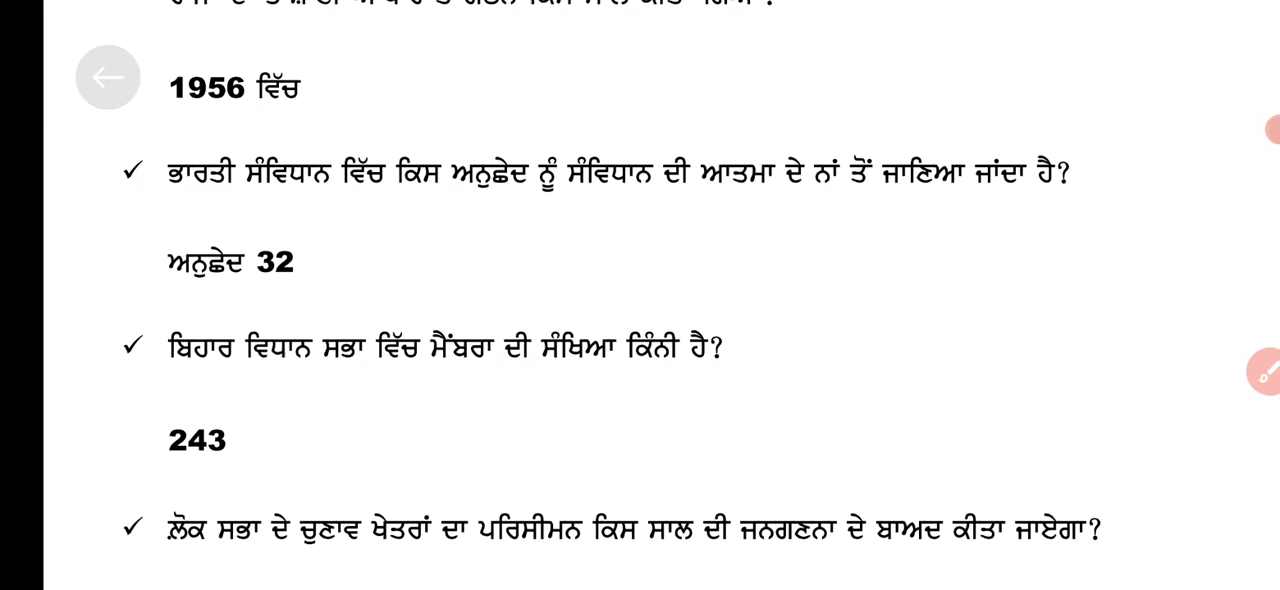 1956 ਵਿੱਚ
✓ ਭਾਰਤੀ ਸੰਵਿਧਾਨ ਵਿੱਚ ਕਿਸ ਅਨੁਛੇਦ ਨੂੰ ਸੰਵਿਧਾਨ ਦੀ ਆਤਮਾ ਦੇ ਨਾਂ ਤੋਂ ਜਾਣਿਆ ਜਾਂਦਾ ਹੈ?
ਅਨੁਛੇਦ 32
✓ ਬਿਹਾਰ ਵਿਧਾਨ ਸਭਾ ਵਿੱਚ ਮੈਂਬਰਾ ਦੀ ਸੰਖਿਆ ਕਿੰਨੀ ਹੈ?
243
✓ ਲੋਕ ਸਭਾ ਦੇ ਚੁਣਾਵ ਖੇਤਰਾਂ ਦਾ ਪਰਿਸੀਮਨ ਕਿਸ ਸਾਲ ਦੀ ਜਨਗਣਨਾ ਦੇ ਬਾਅਦ ਕੀਤਾ ਜਾਏਗਾ?